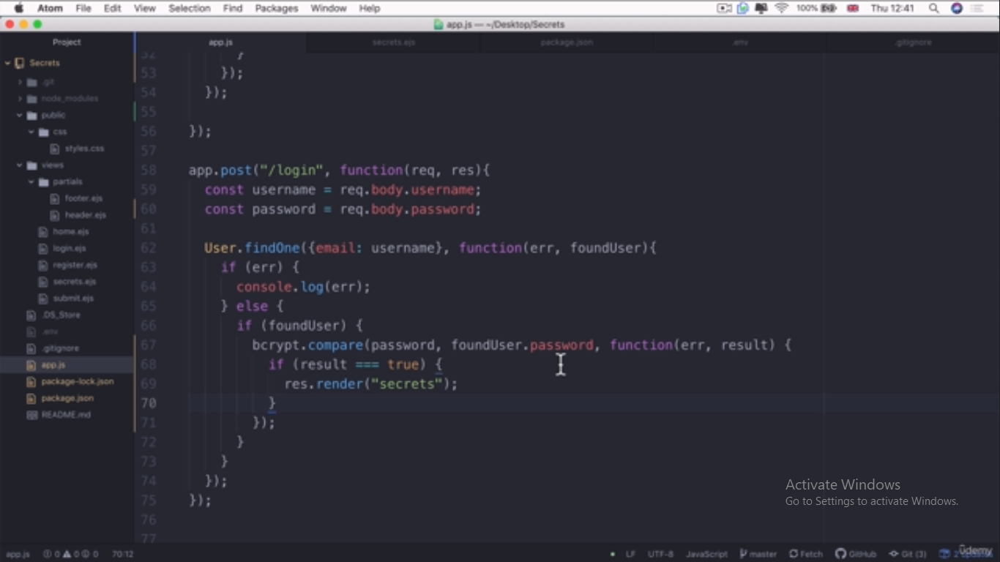 Atom File Edit View Selection Find Packages Window Help 100% Thu 12:41
app.js — ~/Desktop/Secrets
Project app.js secrets.ejs package.json .env .gitignore
Secrets
.git
node_modules
public
css
styles.css
views
partials
footer.ejs
header.ejs
home.ejs
login.ejs
register.ejs
secrets.ejs
submit.ejs
.DS_Store
.env
.gitignore
app.js
package-lock.json
package.json
README.md
52 }
53 });
54 });
55
56 });
57
58 app.post("/login", function(req, res){
59 const username = req.body.username;
60 const password = req.body.password;
61
62 User.findOne({email: username}, function(err, foundUser){
63 if (err) {
64 console.log(err);
65 } else {
66 if (foundUser) {
67 bcrypt.compare(password, foundUser.password, function(err, result) {
68 if (result === true) {
69 res.render("secrets");
70 }
71 });
72 }
73 }
74 });
75 });
76
77
Activate Windows
Go to Settings to activate Windows.
app.js 0 0 0 70:12 LF UTF-8 JavaScript master Fetch GitHub Git (3) 2 updates
ûdemy